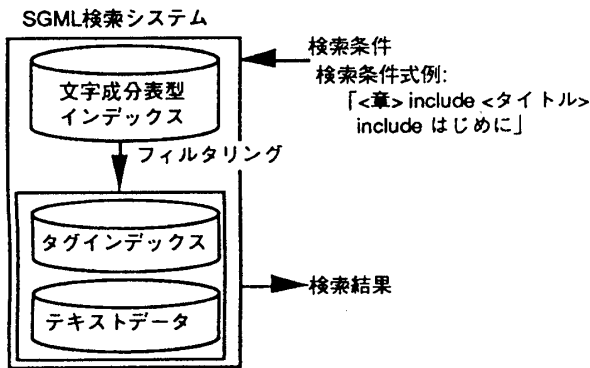 SGML検索システム
検索条件
検索条件式例:
「<章> include <タイトル>
include はじめに」
文字成分表型
インデックス
フィルタリング
タグインデックス
テキストデータ
検索結果